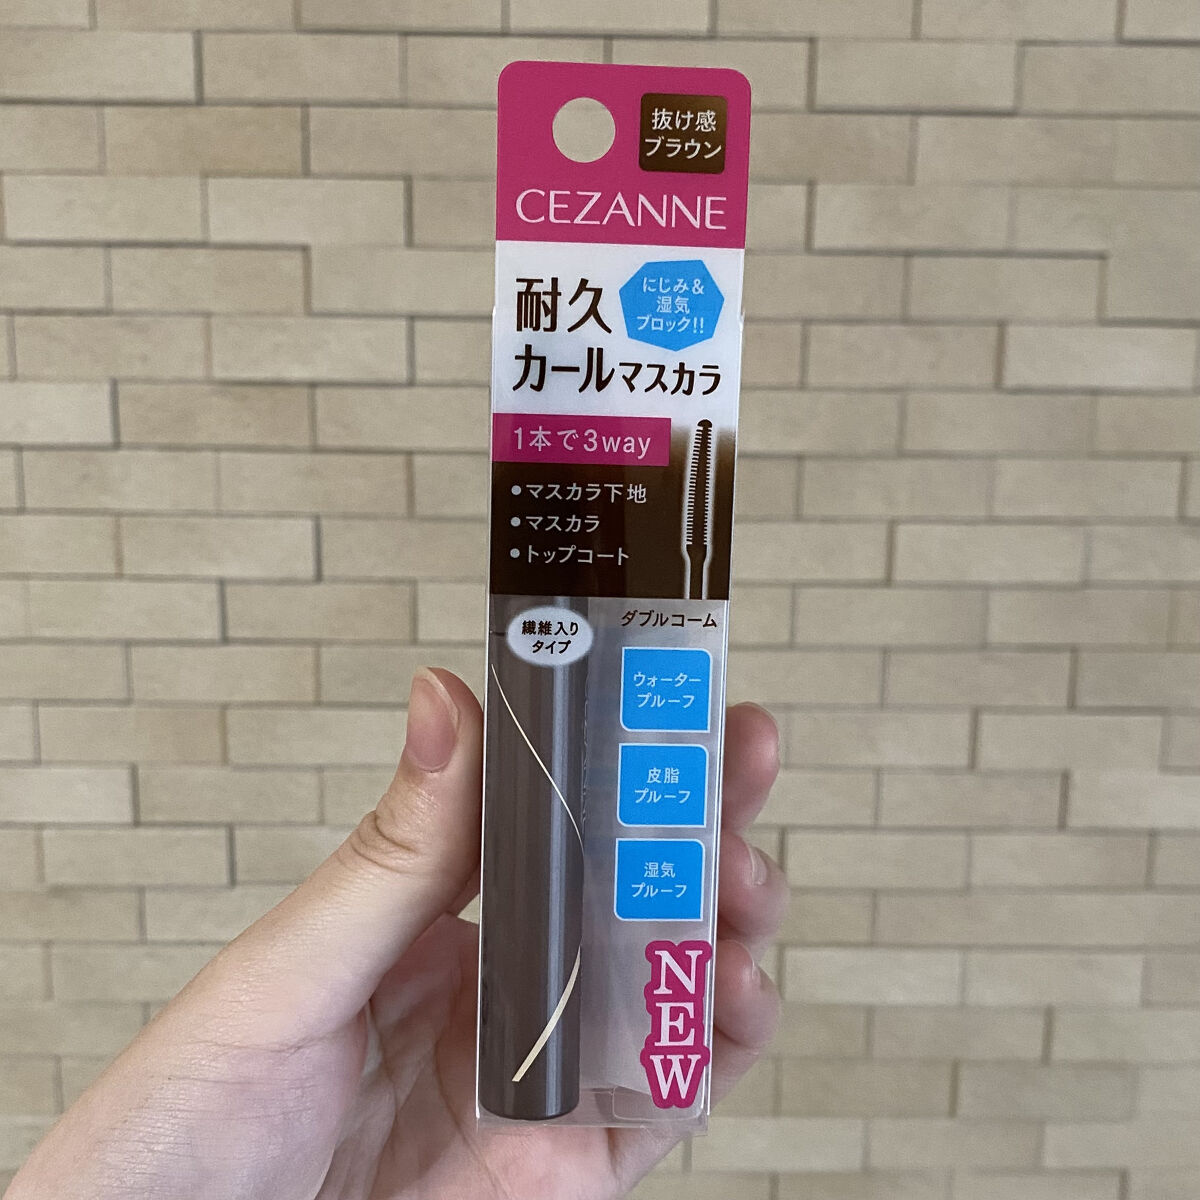 抜け感
ブラウン
CEZANNE
耐久
カールマスカラ
にじみ&
湿気
ブロック!!
1本で3way
●マスカラ下地
●マスカラ
●トップコート
繊維入り
タイプ
ダブルコーム
ウォーター
プルーフ
皮脂
プルーフ
湿気
プルーフ
NEW